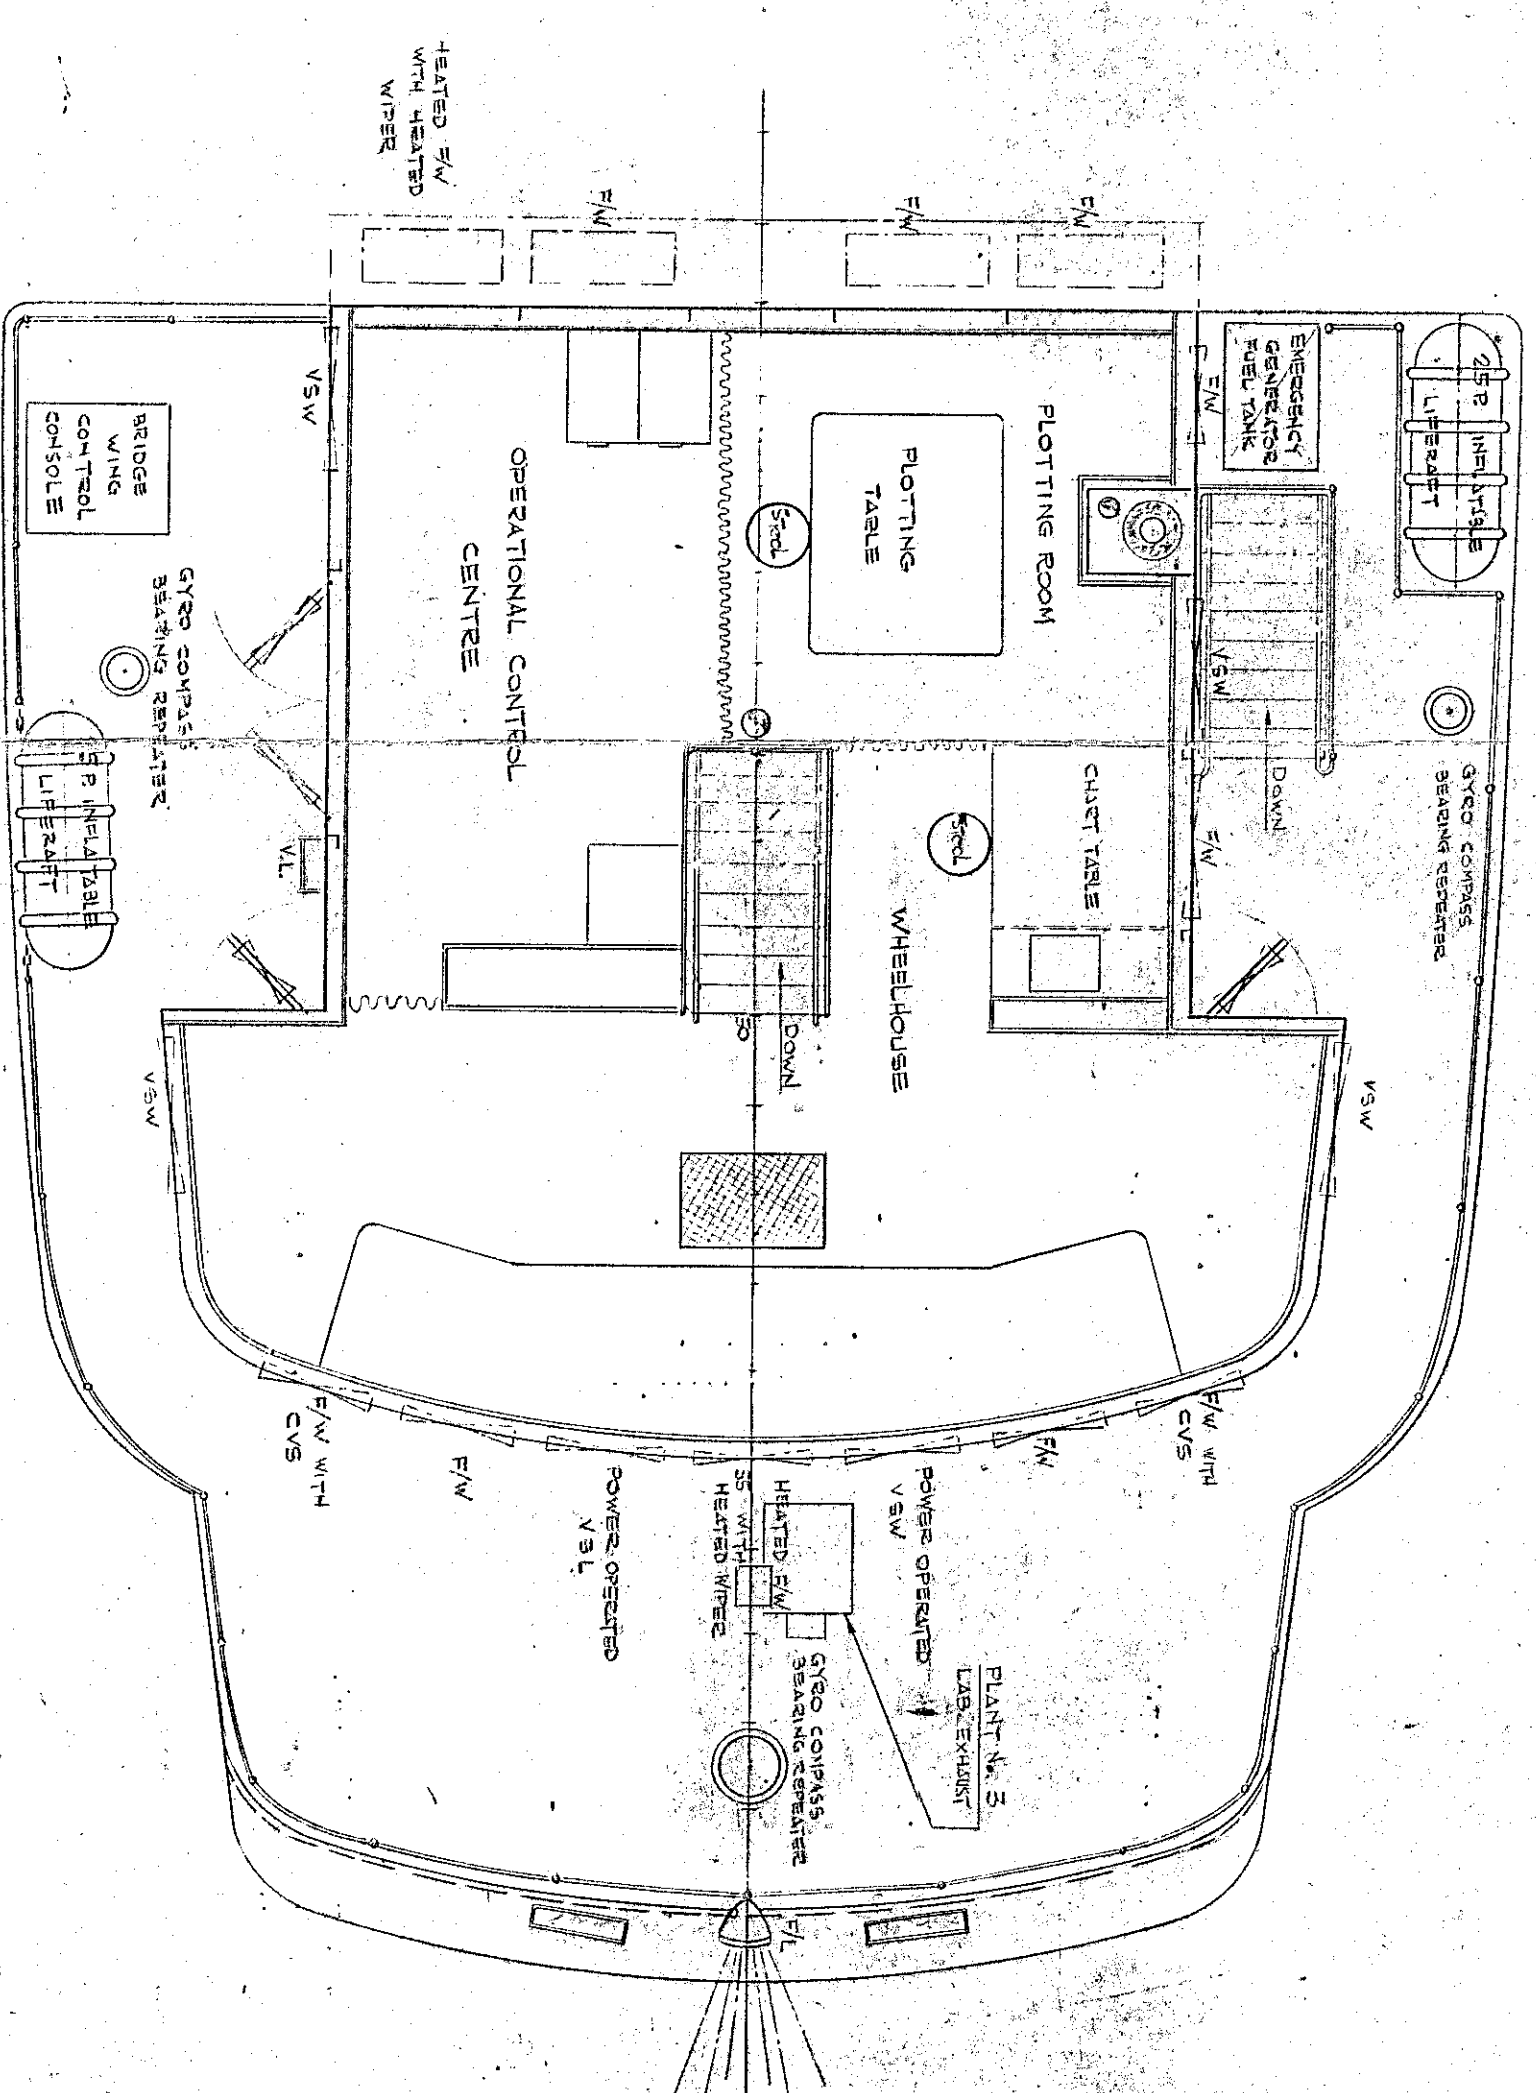 HEATED F/W
WITH HEATED
WIPER
F/W
F/W
F/W
25 P. INFLATABLE
LIFERAFT
EMERGENCY
GENERATOR
FUEL TANK
F/W
VSW
DOWN
F/W
GYRO COMPASS
BEARING REPEATER
PLOTTING ROOM
PLOTTING
TABLE
Stool
OPERATIONAL CONTROL
CENTRE
VSW
BRIDGE
WING
CONTROL
CONSOLE
GYRO COMPASS
BEARING REPEATER
INFLATABLE
LIFERAFT
V.L.
CHART TABLE
Stool
WHEELHOUSE
DOWN
50
VSW
VSW
F/W WITH
CVS
F/W
POWER OPERATED
VSW
HEATED F/W
WITH
HEATED WIPER
POWER OPERATED
F/W
F/W WITH
CVS
PLANT No. 3
LAB. EXHAUST
GYRO COMPASS
BEARING REPEATER
F/L